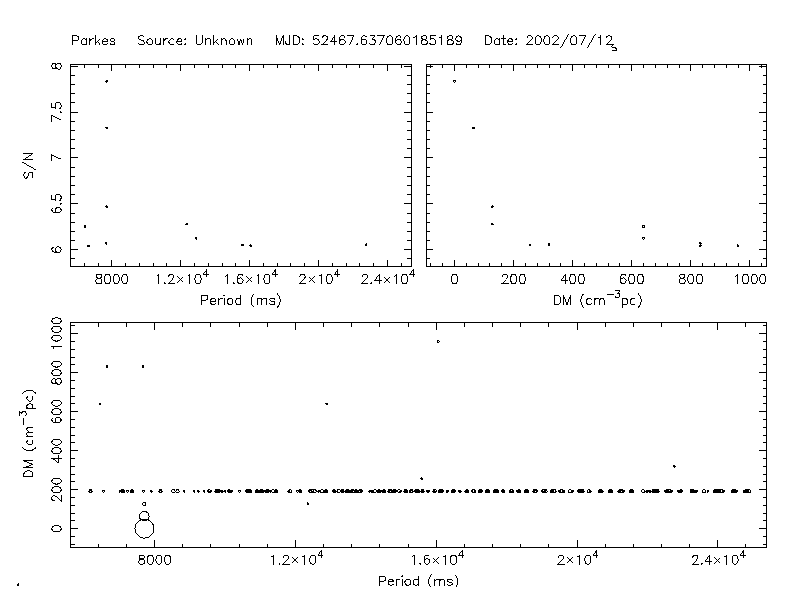 Parkes Source: Unknown MJD: 52467.637060185189 Date: 2002/07/12
S/N
8
7.5
7
6.5
6
8000 1.2×10⁴ 1.6×10⁴ 2×10⁴ 2.4×10⁴
Period (ms)
0 200 400 600 800 1000
DM (cm⁻³pc)
DM (cm⁻³pc)
1000
800
600
400
200
0
8000 1.2×10⁴ 1.6×10⁴ 2×10⁴ 2.4×10⁴
Period (ms)